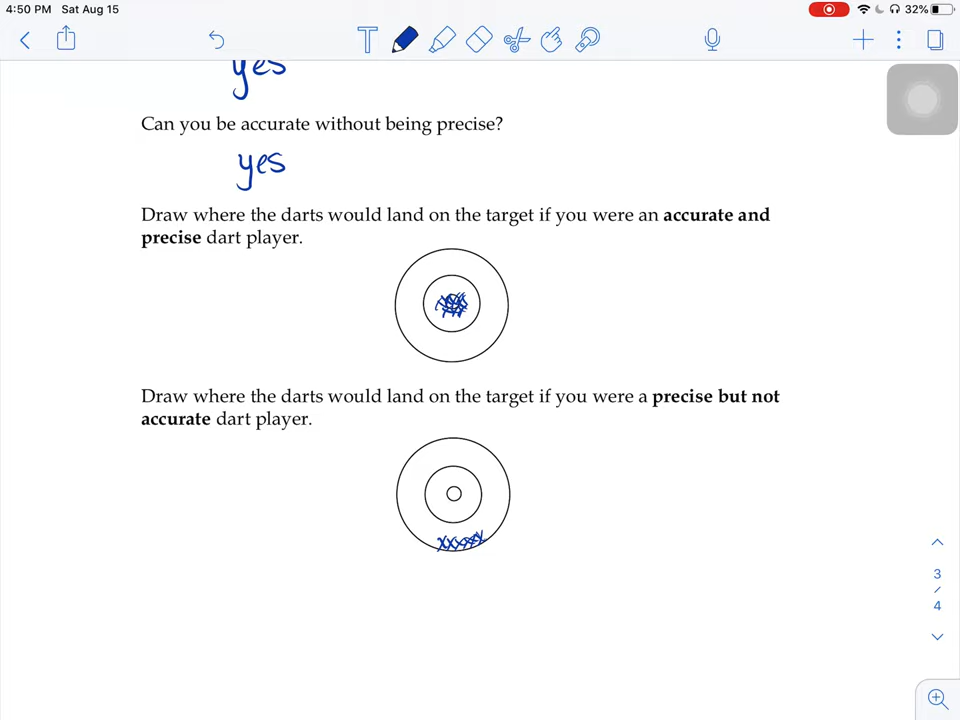 4:50 PM Sat Aug 15
32%
T
yes
Can you be accurate without being precise?
yes
Draw where the darts would land on the target if you were an accurate and
precise dart player.
Draw where the darts would land on the target if you were a precise but not
accurate dart player.
xxxxxx
3
/
4